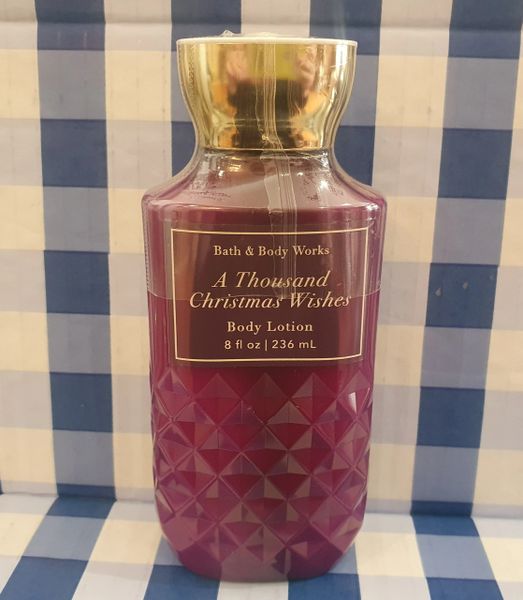 Bath & Body Works
A Thousand
Christmas Wishes
Body Lotion
8 fl oz | 236 mL